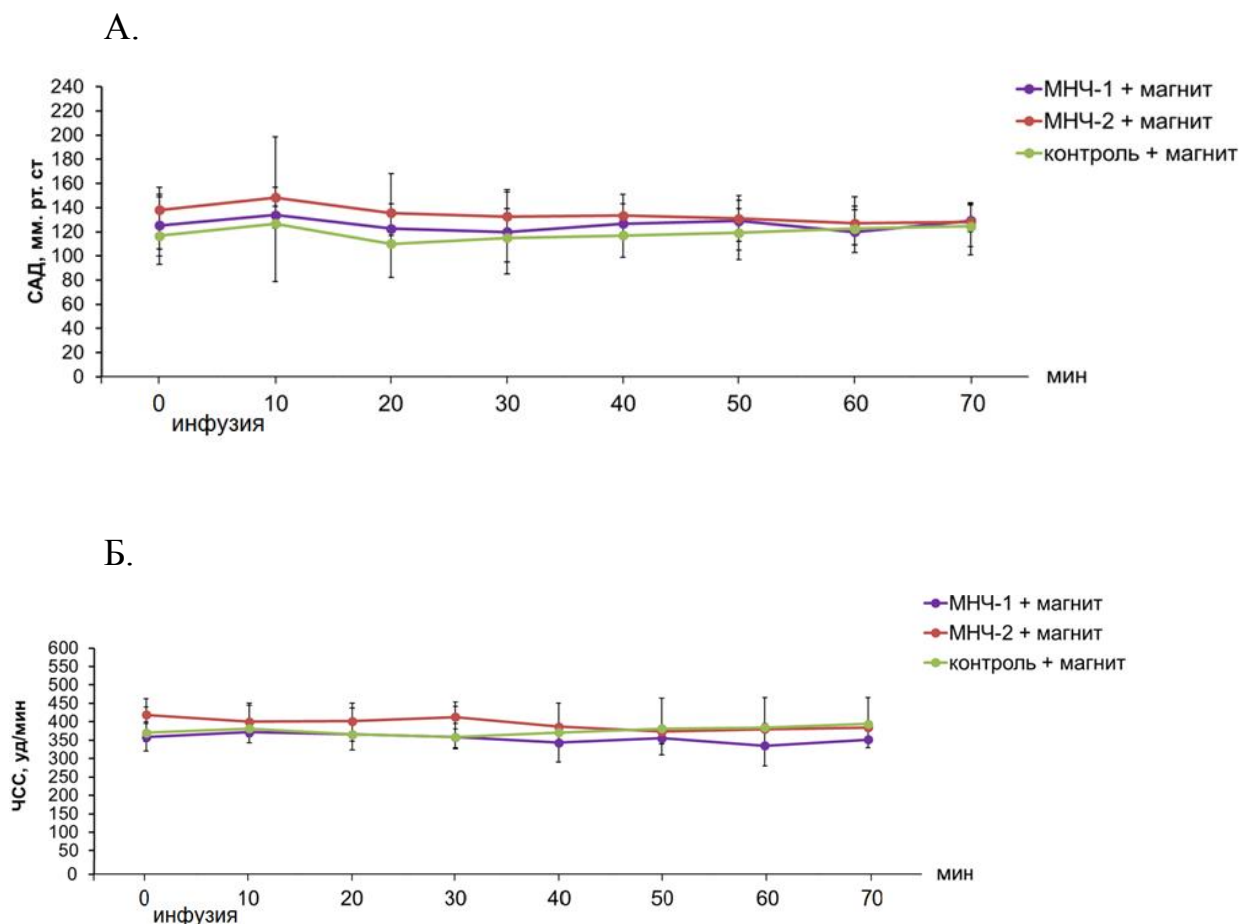 А.
САД, мм. рт. ст
240
220
200
180
160
140
120
100
80
60
40
20
0
0 10 20 30 40 50 60 70
инфузия
мин
МНЧ-1 + магнит
МНЧ-2 + магнит
контроль + магнит
Б.
ЧСС, уд/мин
600
550
500
450
400
350
300
250
200
150
100
50
0
0 10 20 30 40 50 60 70
инфузия
мин
МНЧ-1 + магнит
МНЧ-2 + магнит
контроль + магнит